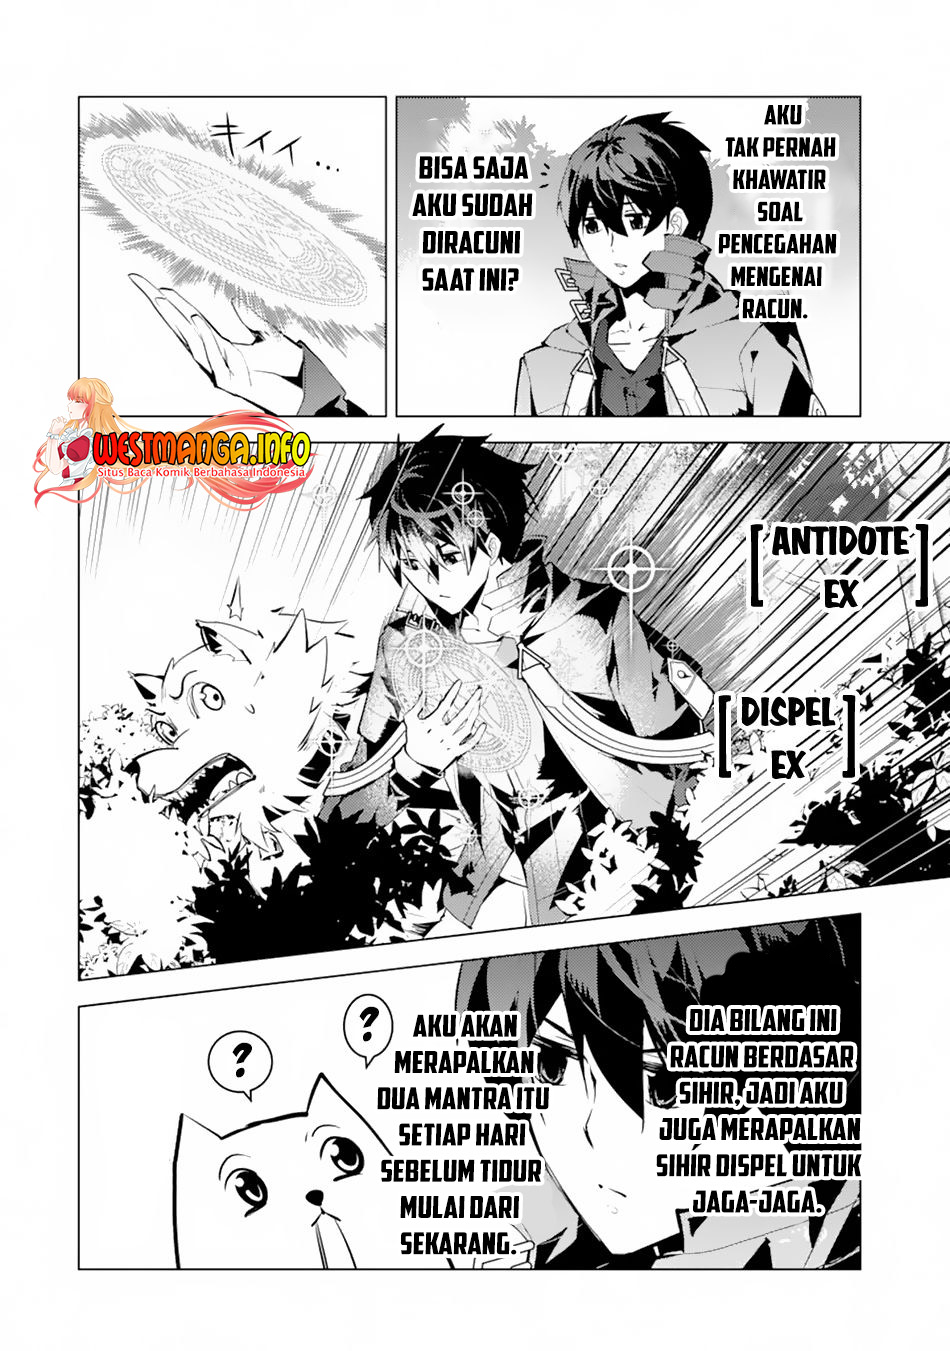 AKU
TAK PERNAH
KHAWATIR
SOAL
PENCEGAHAN
MENGENAI
RACUN.
BISA SAJA
AKU SUDAH
DIRACUNI
SAAT INI?
キィィ...
WESTMANGA.INFO
Situs Baca Komik Berbahasa Indonesia
[ANTIDOTE
EX]
[DISPEL
EX]
DIA BILANG INI
RACUN BERDASAR
SIHIR, JADI AKU
JUGA MERAPALKAN
SIHIR DISPEL UNTUK
JAGA-JAGA.
AKU AKAN
MERAPALKAN
DUA MANTRA ITU
SETIAP HARI
SEBELUM TIDUR
MULAI DARI
SEKARANG.
?
?